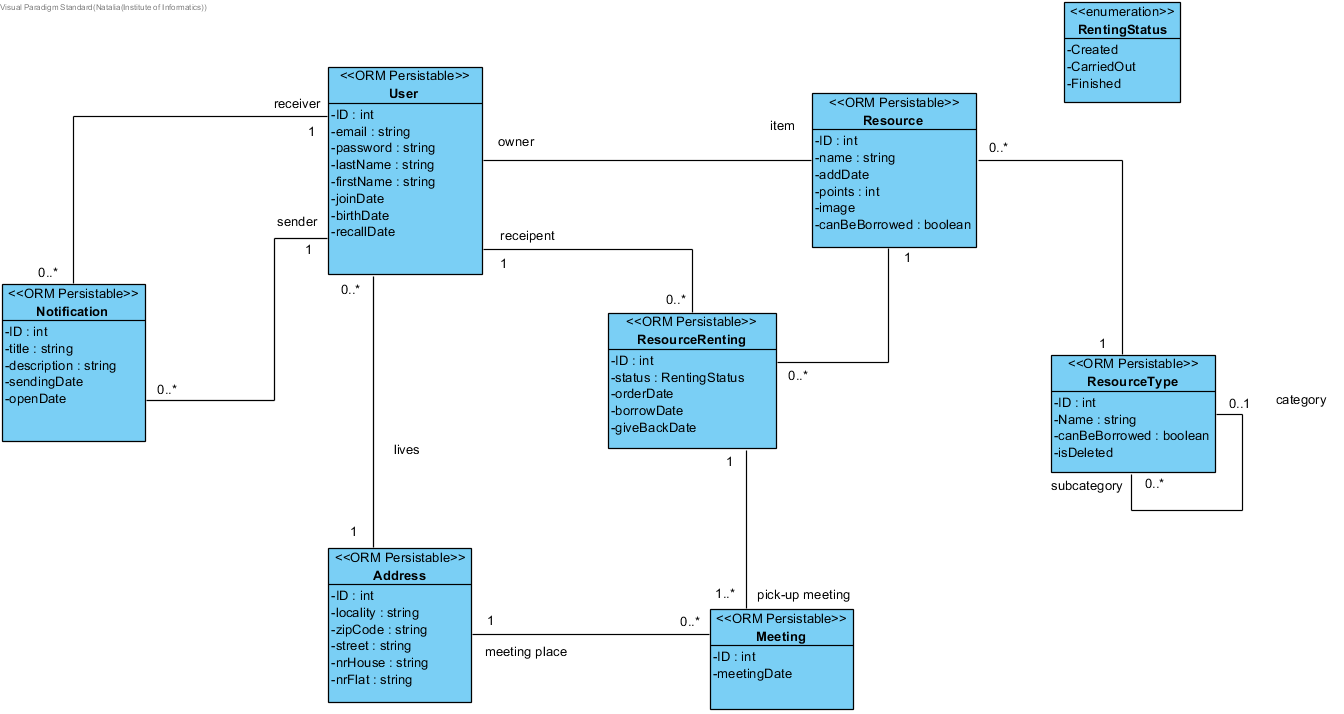 Visual Paradigm Standard(Natalia(Institute of Informatics))
<<enumeration>>
RentingStatus
-Created
-CarriedOut
-Finished
<<ORM Persistable>>
User
-ID : int
-email : string
-password : string
-lastName : string
-firstName : string
-joinDate
-birthDate
-recallDate
receiver
1
owner
item
<<ORM Persistable>>
Resource
-ID : int
-name : string
-addDate
-points : int
-image
-canBeBorrowed : boolean
0..*
sender
1
receipent
1
0..*
1
0..*
0..*
<<ORM Persistable>>
Notification
-ID : int
-title : string
-description : string
-sendingDate
-openDate
0..*
<<ORM Persistable>>
ResourceRenting
-ID : int
-status : RentingStatus
-orderDate
-borrowDate
-giveBackDate
0..*
1
1
<<ORM Persistable>>
ResourceType
-ID : int
-Name : string
-canBeBorrowed : boolean
-isDeleted
0..1
category
subcategory
0..*
lives
1
<<ORM Persistable>>
Address
-ID : int
-locality : string
-zipCode : string
-street : string
-nrHouse : string
-nrFlat : string
1
meeting place
0..*
1..*
pick-up meeting
<<ORM Persistable>>
Meeting
-ID : int
-meetingDate